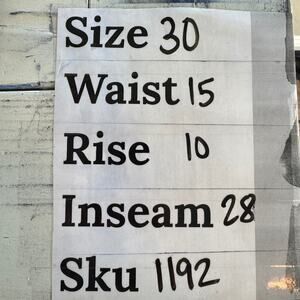 Size 30
Waist 15
Rise 10
Inseam 28
Sku 1192